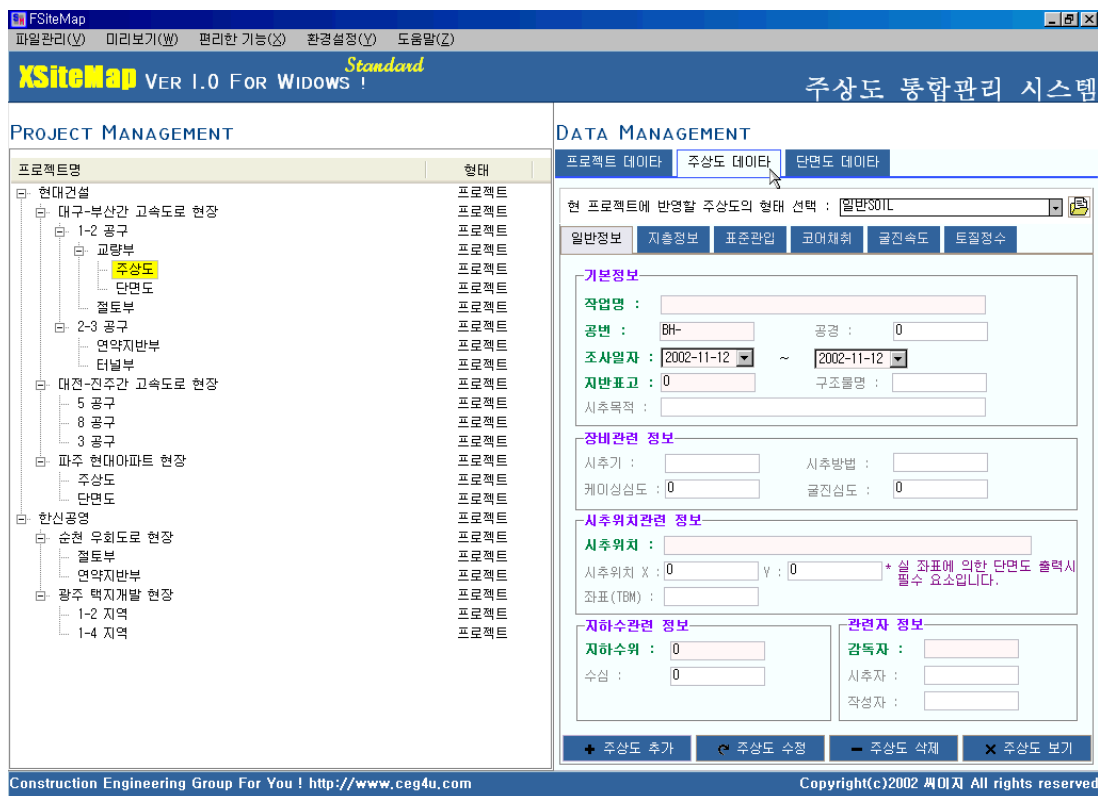 FSiteMap
파일관리(V) 미리보기(W) 편리한 기능(X) 환경설정(Y) 도움말(Z)
XSiteMap VER 1.0 FOR WIDOWS ! Standard
주상도 통합관리 시스템
PROJECT MANAGEMENT
프로젝트명 형태
현대건설 프로젝트
대구-부산간 고속도로 현장 프로젝트
1-2 공구 프로젝트
교량부 프로젝트
주상도 프로젝트
단면도 프로젝트
절토부 프로젝트
2-3 공구 프로젝트
연약지반부 프로젝트
터널부 프로젝트
대전-진주간 고속도로 현장 프로젝트
5 공구 프로젝트
8 공구 프로젝트
3 공구 프로젝트
파주 현대아파트 현장 프로젝트
주상도 프로젝트
단면도 프로젝트
한신공영 프로젝트
순천 우회도로 현장 프로젝트
절토부 프로젝트
연약지반부 프로젝트
광주 택지개발 현장 프로젝트
1-2 지역 프로젝트
1-4 지역 프로젝트
DATA MANAGEMENT
프로젝트 데이타 주상도 데이타 단면도 데이타
현 프로젝트에 반영할 주상도의 형태 선택 : 일반SOIL
일반정보 지층정보 표준관입 코어채취 굴진속도 토질정수
기본정보
작업명 :
공번 : BH- 공경 : 0
조사일자 : 2002-11-12 ~ 2002-11-12
지반표고 : 0 구조물명 :
시추목적 :
장비관련 정보
시추기 : 시추방법 :
케이싱심도 : 0 굴진심도 : 0
시추위치관련 정보
시추위치 :
시추위치 X : 0 Y : 0 * 실 좌표에 의한 단면도 출력시
필수 요소입니다.
좌표(TBM) :
지하수관련 정보
지하수위 : 0
수심 : 0
관련자 정보
감독자 :
시추자 :
작성자 :
주상도 추가 주상도 수정 주상도 삭제 주상도 보기
Construction Engineering Group For You ! http://www.ceg4u.com
Copyright(c)2002 씨이지 All rights reserved